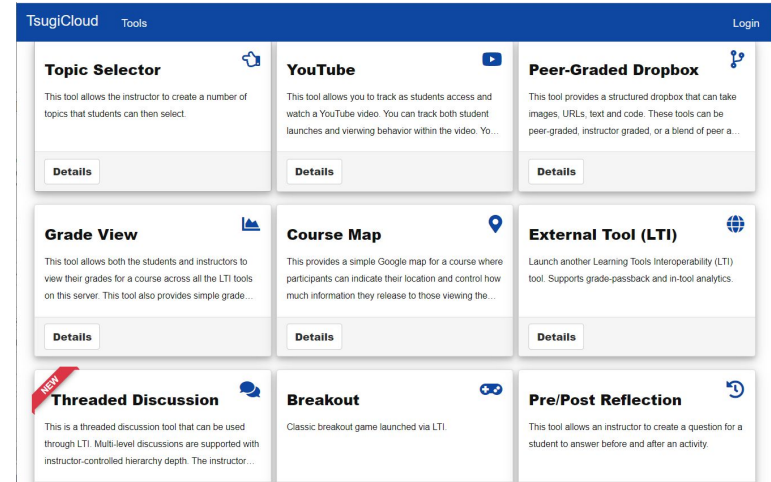 TsugiCloud Tools Login
Topic Selector
This tool allows the instructor to create a number of
topics that students can then select.
Details
YouTube
This tool allows you to track as students access and
watch a YouTube video. You can track both student
launches and vierwing behavior within the video. Yo...
Details
Peer-Graded Dropbox
This tool provides a structured dropbox that can take
images, URLs, text and code. These tools can be
peer-graded, instructor graded, or a blend of peer a...
Details
Grade View
This tool allows both the students and instructors to
view their grades for a course across all the LTI tools
on this server. This tool also provides simple grade...
Details
Course Map
This provides a simple Google map for a course where
participants can indicate their location and control how
much information they release to those viewing the...
Details
External Tool (LTI)
Launch another Learning Tools Interoperability (LTI)
tool. Supports grade-passback and in-tool analytics.
Details
NEW
Threaded Discussion
This is a threaded discussion tool that can be used
through LTI. Multi-level discussions are supported with
instructor-controlled hierarchy depth. The instructor...
Breakout
Classic breakout game launched via LTI.
Pre/Post Reflection
This tool allows an instructor to create a question for a
student to answer before and after an activity.